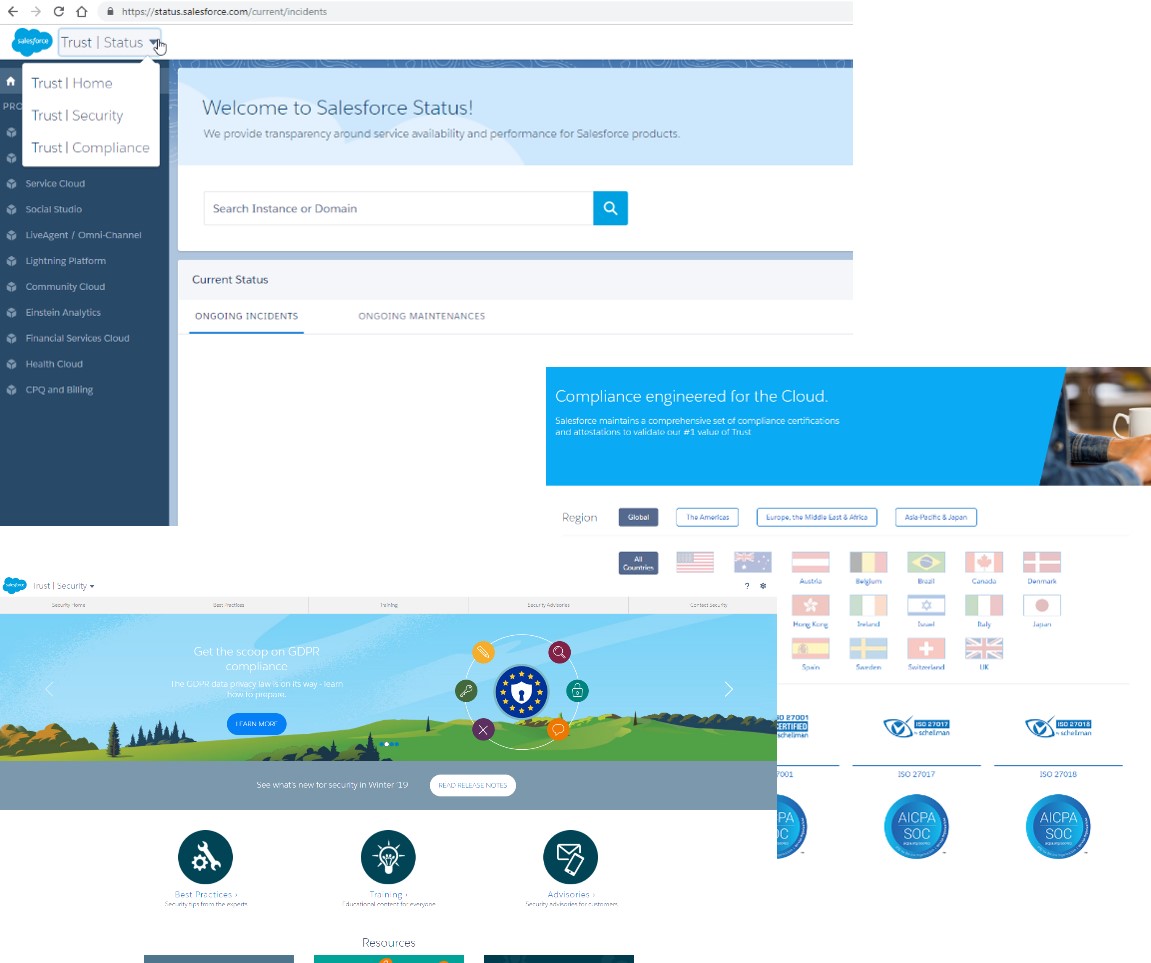 https://status.salesforce.com/current/incidents
salesforce
Trust | Status
Trust | Home
Trust | Security
Trust | Compliance
PRO
Service Cloud
Social Studio
LiveAgent / Omni-Channel
Lightning Platform
Community Cloud
Einstein Analytics
Financial Services Cloud
Health Cloud
CPQ and Billing
Welcome to Salesforce Status!
We provide transparency around service availability and performance for Salesforce products.
Search Instance or Domain
Current Status
ONGOING INCIDENTS
ONGOING MAINTENANCES
Compliance engineered for the Cloud.
Salesforce maintains a comprehensive set of compliance certifications
and attestations to validate our #1 value of Trust
Region
Global
The Americas
Europe, the Middle East & Africa
Asia-Pacific & Japan
All
Countries
Austria
Belgium
Brazil
Canada
Denmark
Hong Kong
Ireland
Israel
Italy
Japan
Spain
Sweden
Switzerland
UK
ISO 27001
CERTIFIED
schellman
ISO 27017
by schellman
ISO 27018
by schellman
7001
ISO 27017
ISO 27018
PA
OC
AICPA
SOC
AICPA
SOC
salesforce
Trust | Security
?
Security Home
Best Practices
Training
Security Advisories
Contact Security
Get the scoop on GDPR
compliance
The GDPR data privacy law is on its way - learn
how to prepare.
LEARN MORE
See what's new for security in Winter '19
READ RELEASE NOTES
Best Practices ›
Security tips from the experts
Training ›
Educational content for everyone
Advisories ›
Security advisories for customers
Resources